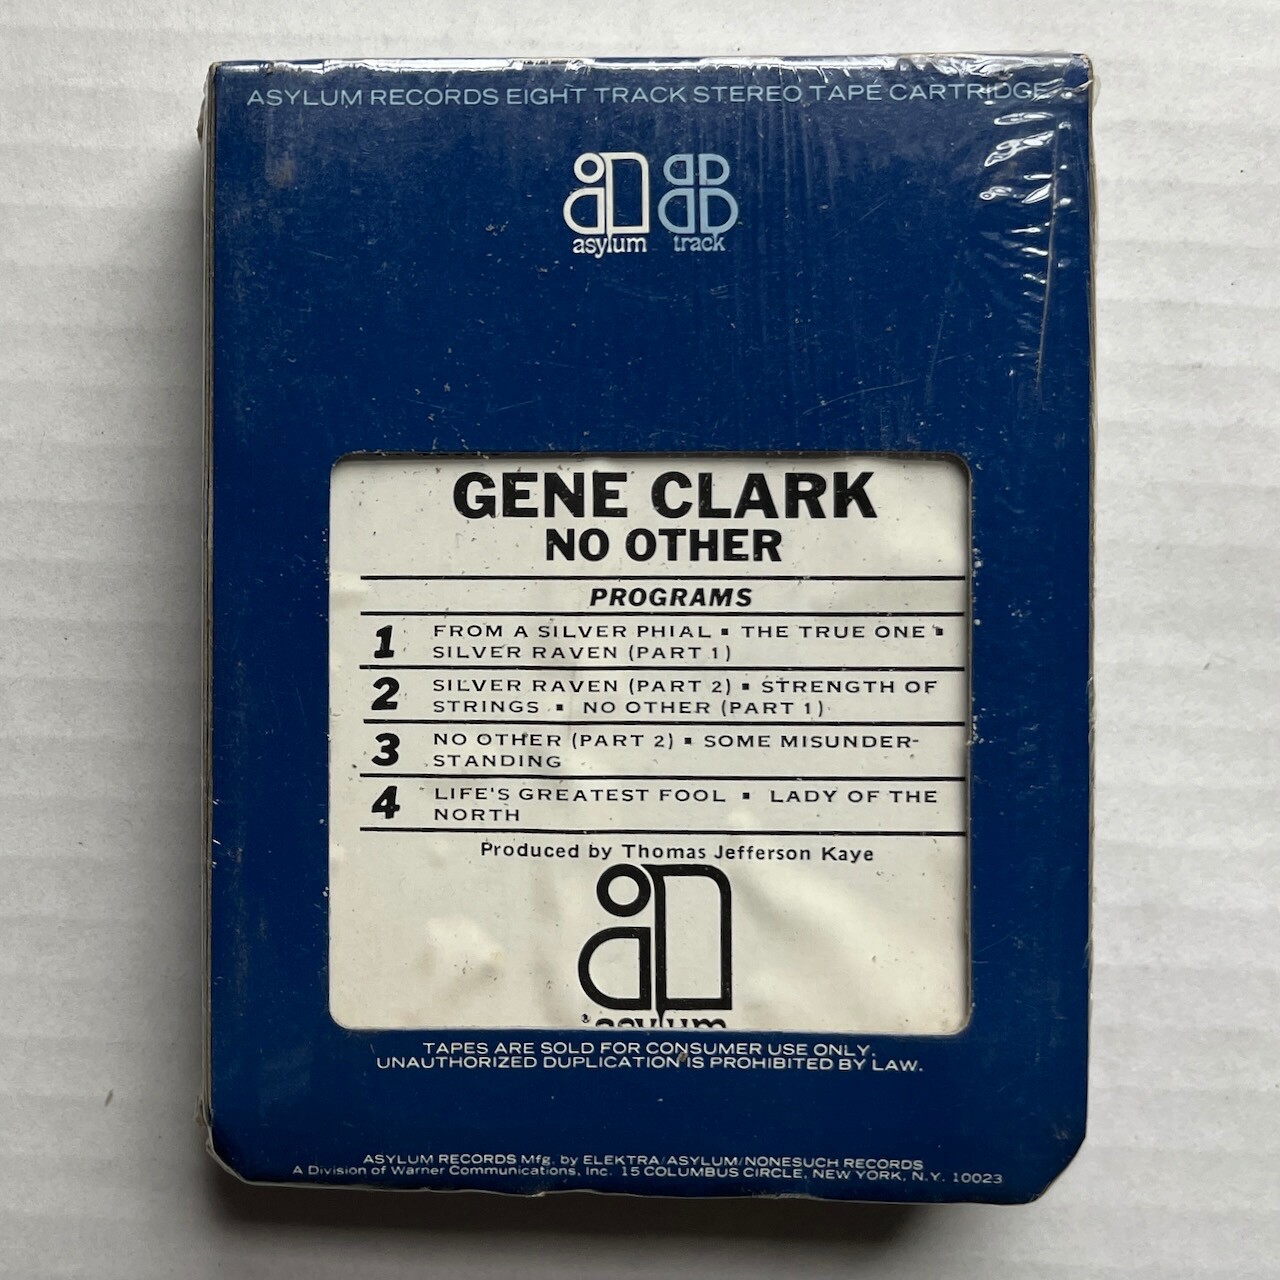 ASYLUM RECORDS EIGHT TRACK STEREO TAPE CARTRIDGE
asylum track
GENE CLARK
NO OTHER
PROGRAMS
1 FROM A SILVER PHIAL ▪ THE TRUE ONE ▪
SILVER RAVEN (PART 1)
2 SILVER RAVEN (PART 2) ▪ STRENGTH OF
STRINGS ▪ NO OTHER (PART 1)
3 NO OTHER (PART 2) ▪ SOME MISUNDER-
STANDING
4 LIFE'S GREATEST FOOL ▪ LADY OF THE
NORTH
Produced by Thomas Jefferson Kaye
® asylum
TAPES ARE SOLD FOR CONSUMER USE ONLY.
UNAUTHORIZED DUPLICATION IS PROHIBITED BY LAW.
ASYLUM RECORDS Mfg. by ELEKTRA/ASYLUM/NONESUCH RECORDS
A Division of Warner Communications, Inc. 15 COLUMBUS CIRCLE, NEW YORK, N.Y. 10023